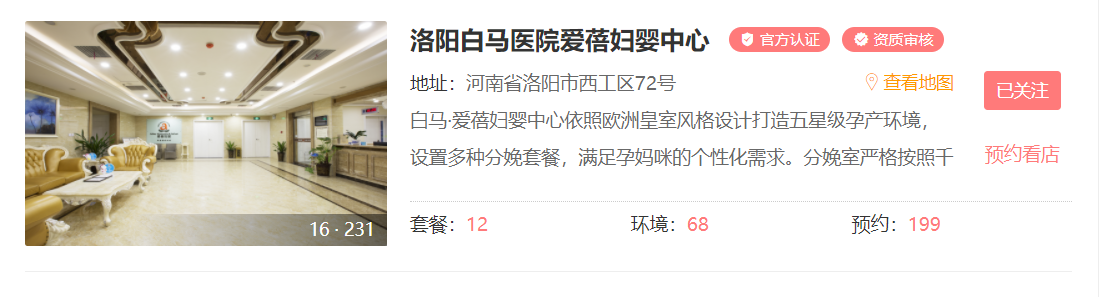 洛阳白马医院爱蓓妇婴中心 官方认证 资质审核
地址：河南省洛阳市西工区72号 查看地图 已关注
白马·爱蓓妇婴中心依照欧洲皇室风格设计打造五星级孕产环境，
设置多种分娩套餐，满足孕妈咪的个性化需求。分娩室严格按照千 预约看店
16 · 231
套餐：12 环境：68 预约：199